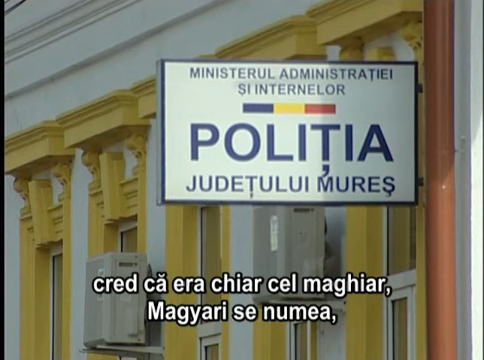 MINISTERUL ADMINISTRAȚIEI
ȘI INTERNELOR
POLIȚIA
JUDEȚULUI MUREȘ
cred că era chiar cel maghiar,
Magyari se numea,